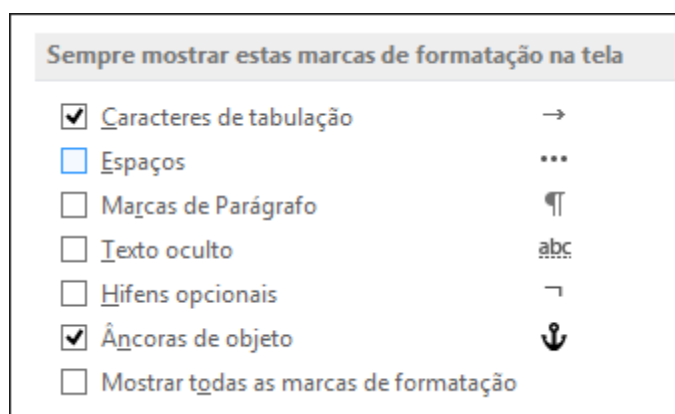 Sempre mostrar estas marcas de formatação na tela
Caracteres de tabulação →
Espaços •••
Marcas de Parágrafo ¶
Texto oculto abc
Hifens opcionais ¬
Âncoras de objeto ⚓
Mostrar todas as marcas de formatação